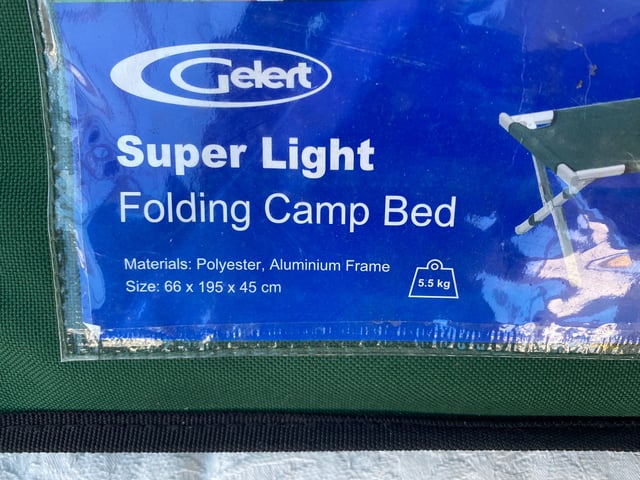 Gelert
Super Light
Folding Camp Bed
Materials: Polyester, Aluminium Frame
Size: 66 x 195 x 45 cm
5.5 kg